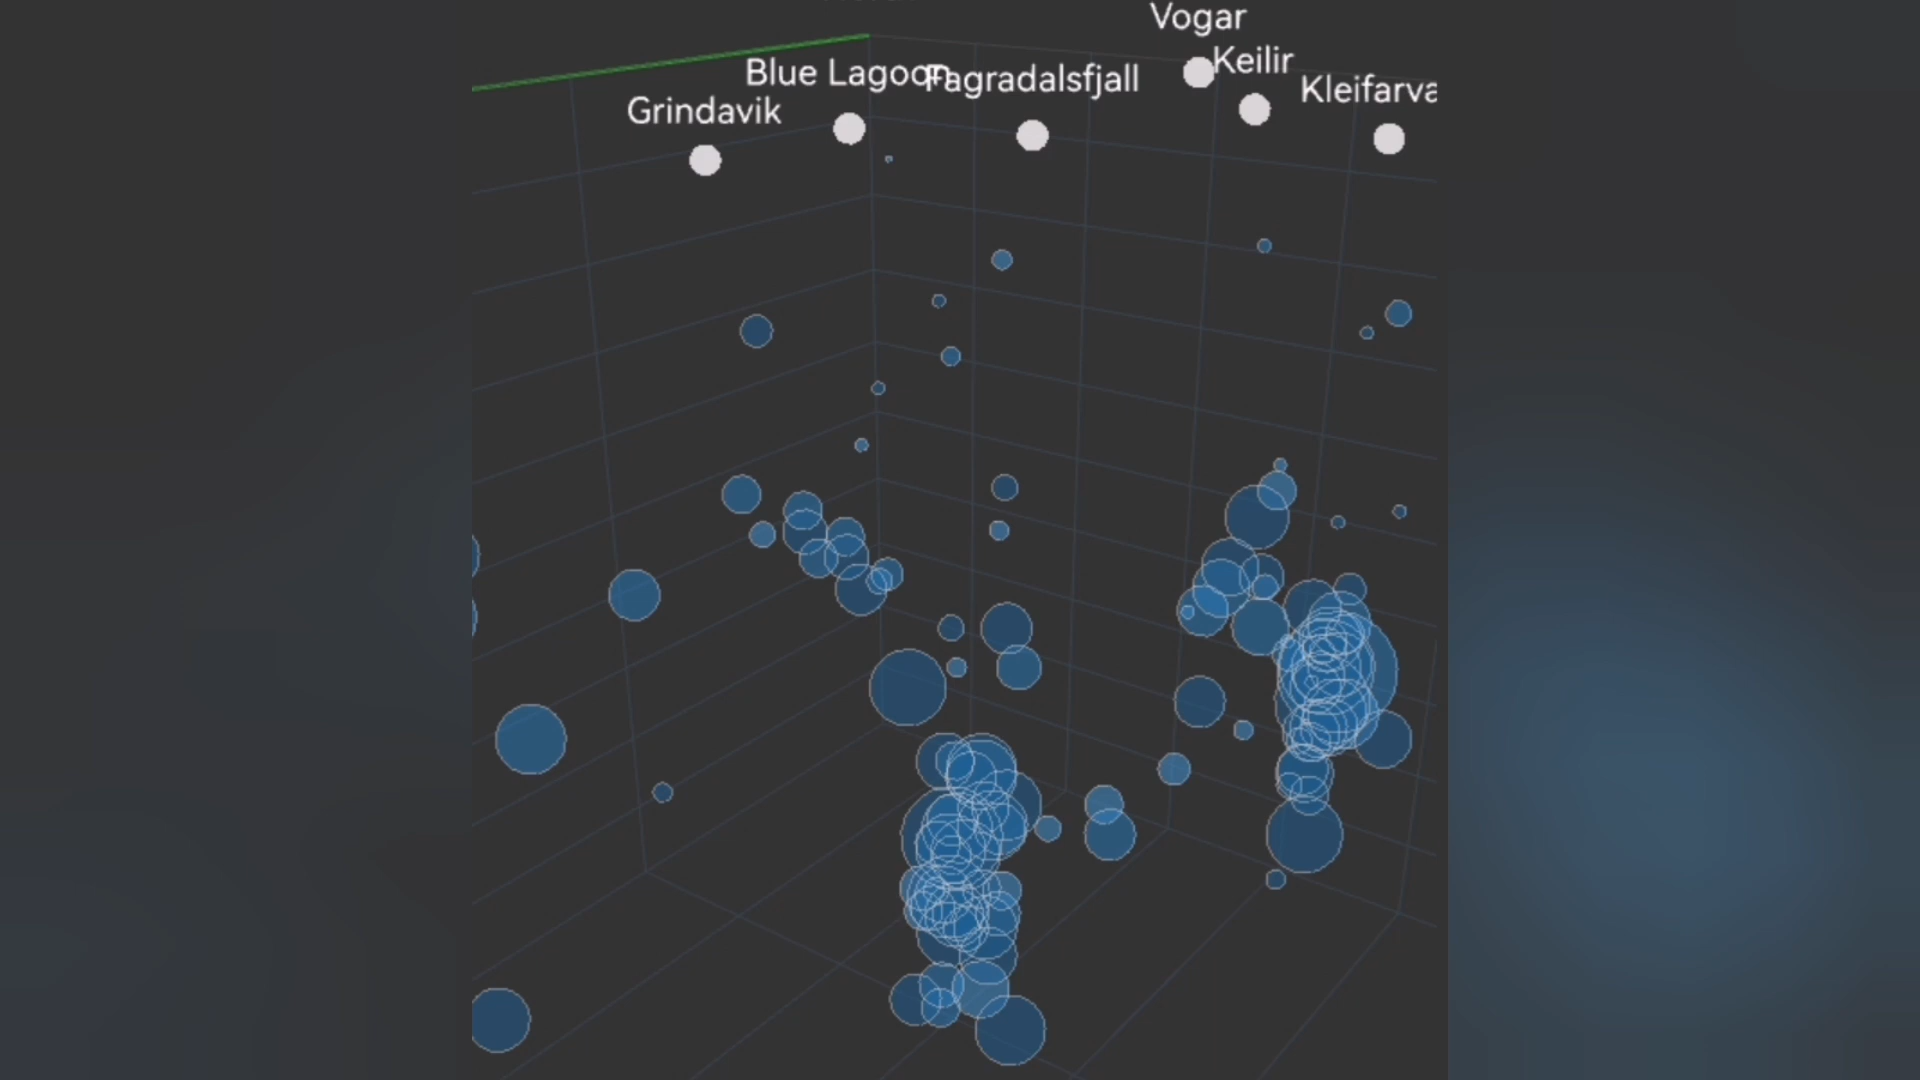 Vogar
Keilir
Blue Lagoon
Fagradalsfjall
Kleifarva
Grindavik